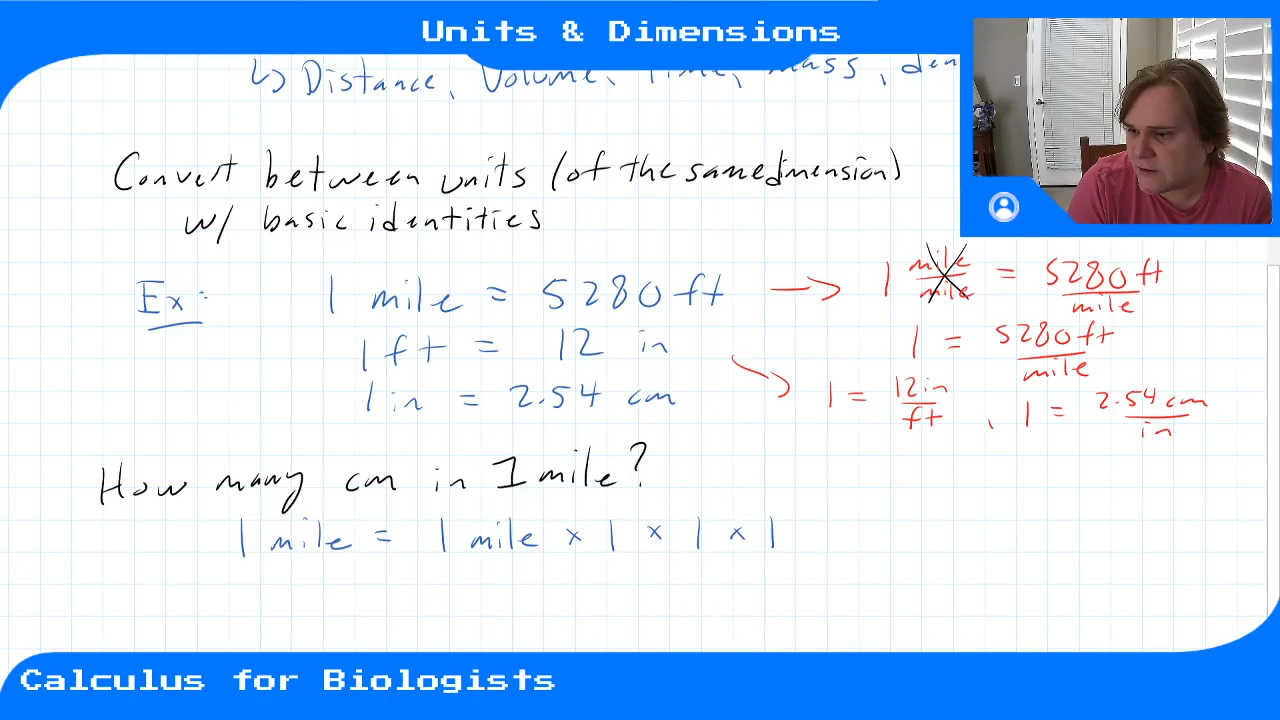 Units & Dimensions
↳ Distance, Volume, Time, mass, den
Convert between units (of the same dimension)
w/ basic identities
Ex: 1 mile = 5280 ft → 1 mile/mile = 5280 ft/mile
1 = 5280 ft/mile
1 ft = 12 in
1 in = 2.54 cm → 1 = 12 in/ft , 1 = 2.54 cm/in
How many cm in 1 mile?
1 mile = 1 mile × 1 × 1 × 1
Calculus for Biologists